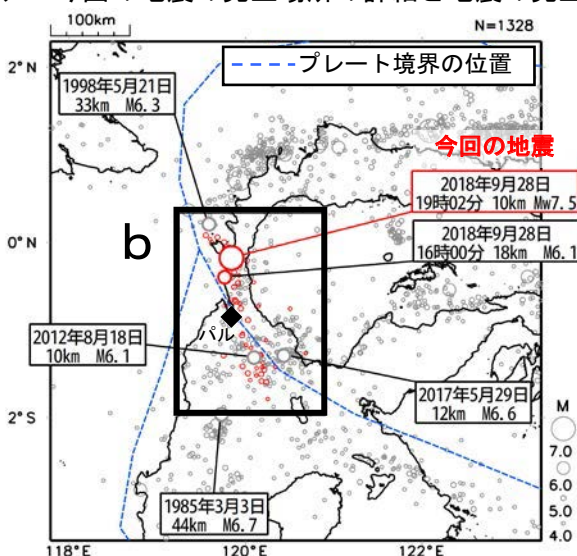 100km
N=1328
2°N
プレート境界の位置
1998年5月21日
33km M6.3
今回の地震
2018年9月28日
19時02分 10km Mw7.5
2018年9月28日
16時00分 18km M6.1
0°N
b
パル
2012年8月18日
10km M6.1
2017年5月29日
12km M6.6
2°S
1985年3月3日
44km M6.7
M
7.0
6.0
5.0
4.0
118°E
120°E
122°E